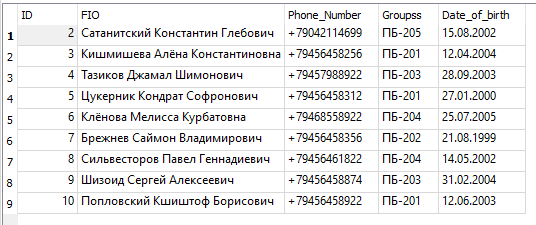 ID FIO Phone_Number Groupss Date_of_birth
1 2 Сатанитский Константин Глебович +79042114699 ПБ-205 15.08.2002
2 3 Кишмишева Алёна Константиновна +79456458256 ПБ-201 12.04.2004
3 4 Тазиков Джамал Шимонович +79457988922 ПБ-203 28.09.2003
4 5 Цукерник Кондрат Софронович +79456458312 ПБ-201 27.01.2000
5 6 Клёнова Мелисса Курбатовна +79468558922 ПБ-204 25.07.2005
6 7 Брежнев Саймон Владимирович +79456458356 ПБ-202 21.08.1999
7 8 Сильвесторов Павел Геннадиевич +79456461822 ПБ-204 14.05.2002
8 9 Шизоид Сергей Алексеевич +79456458874 ПБ-203 31.02.2004
9 10 Попловский Кшиштоф Борисович +79456458922 ПБ-201 12.06.2003